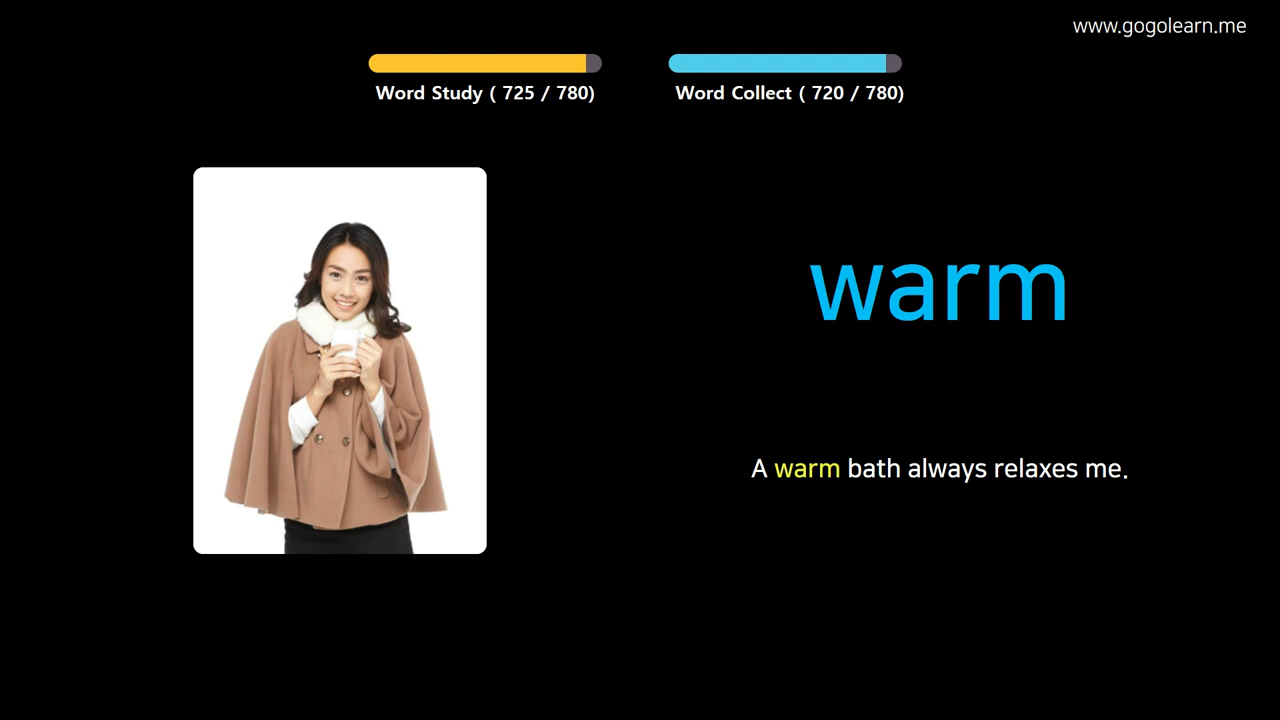 www.gogolearn.me
Word Study ( 725 / 780)
Word Collect ( 720 / 780)
warm
A warm bath always relaxes me.